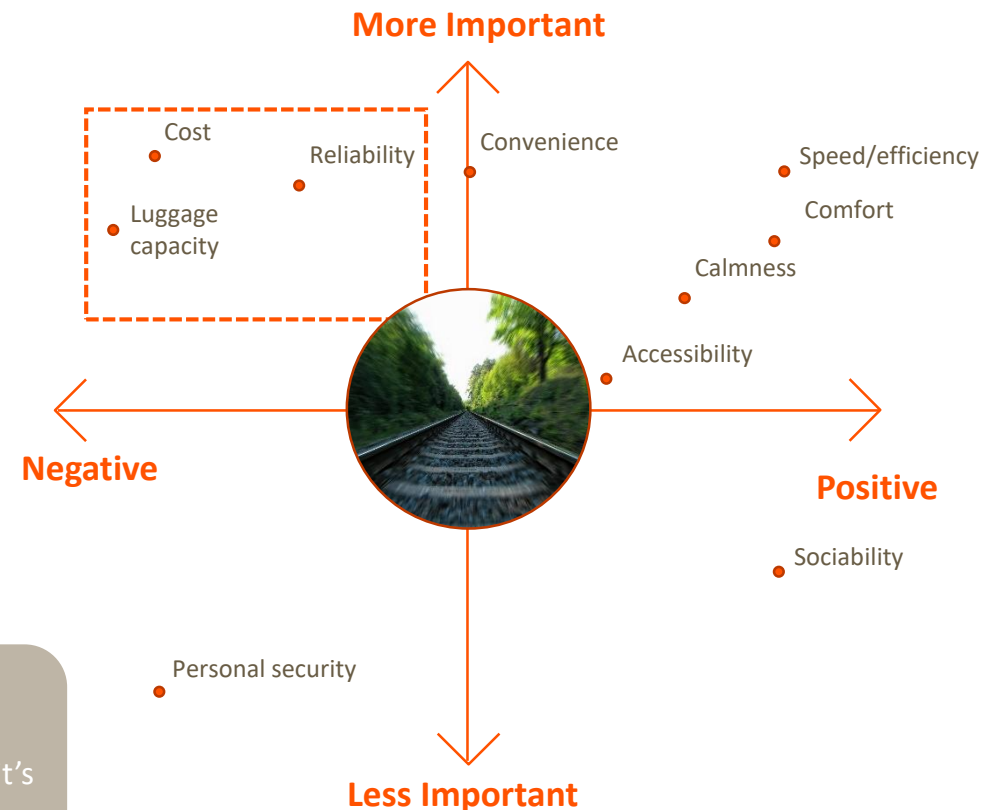 More Important
Cost
Reliability
Convenience
Speed/efficiency
Luggage
capacity
Comfort
Calmness
Accessibility
Negative
Positive
Sociability
Personal security
t's
Less Important